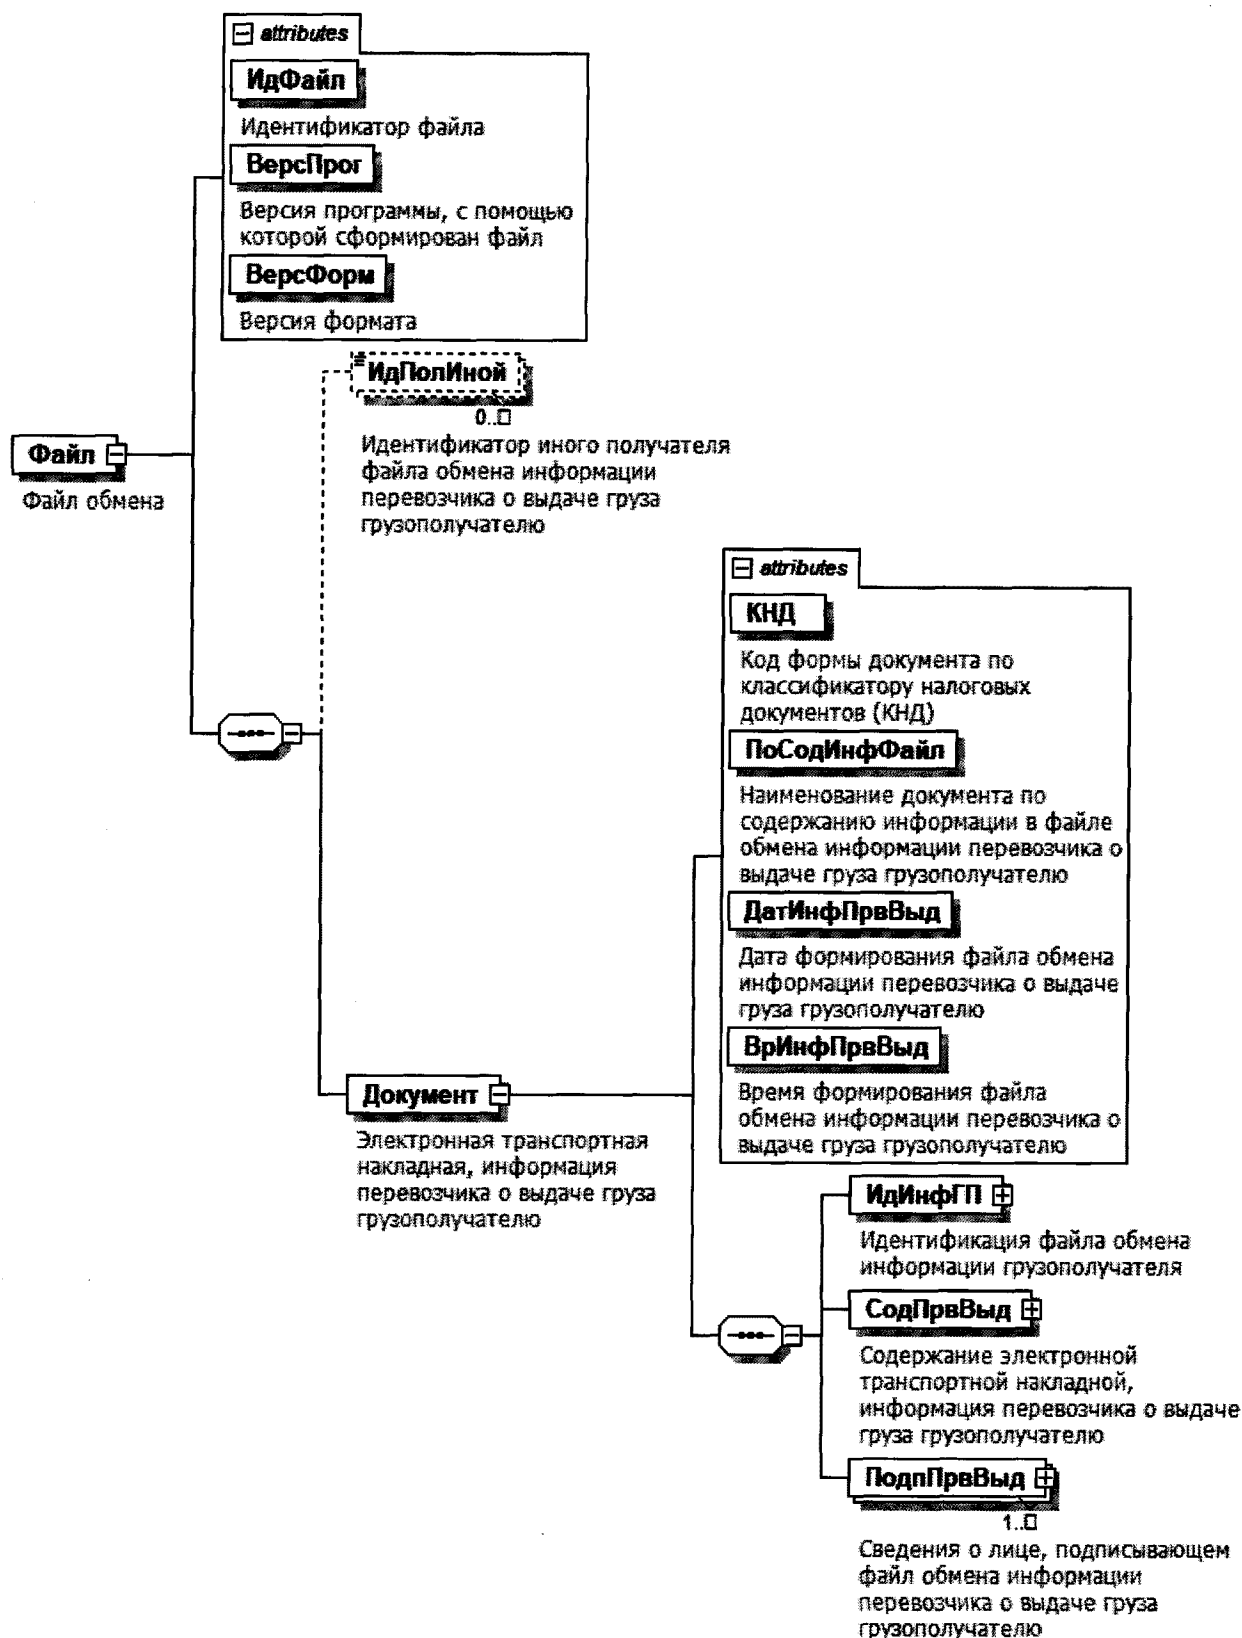 attributes
ИдФайл
Идентификатор файла
ВерсПрог
Версия программы, с помощью
которой сформирован файл
ВерсФорм
Версия формата
ИдПолИной
0..□
Идентификатор иного получателя
файла обмена информации
перевозчика о выдаче груза
грузополучателю
Файл
Файл обмена
attributes
КНД
Код формы документа по
классификатору налоговых
документов (КНД)
ПоСодИнфФайл
Наименование документа по
содержанию информации в файле
обмена информации перевозчика о
выдаче груза грузополучателю
ДатИнфПрвВыд
Дата формирования файла обмена
информации перевозчика о выдаче
груза грузополучателю
ВрИнфПрвВыд
Время формирования файла
обмена информации перевозчика о
выдаче груза грузополучателю
Документ
Электронная транспортная
накладная, информация
перевозчика о выдаче груза
грузополучателю
ИдИнфГП
Идентификация файла обмена
информации грузополучателя
СодПрвВыд
Содержание электронной
транспортной накладной,
информация перевозчика о выдаче
груза грузополучателю
ПодпПрвВыд
1..□
Сведения о лице, подписывающем
файл обмена информации
перевозчика о выдаче груза
грузополучателю